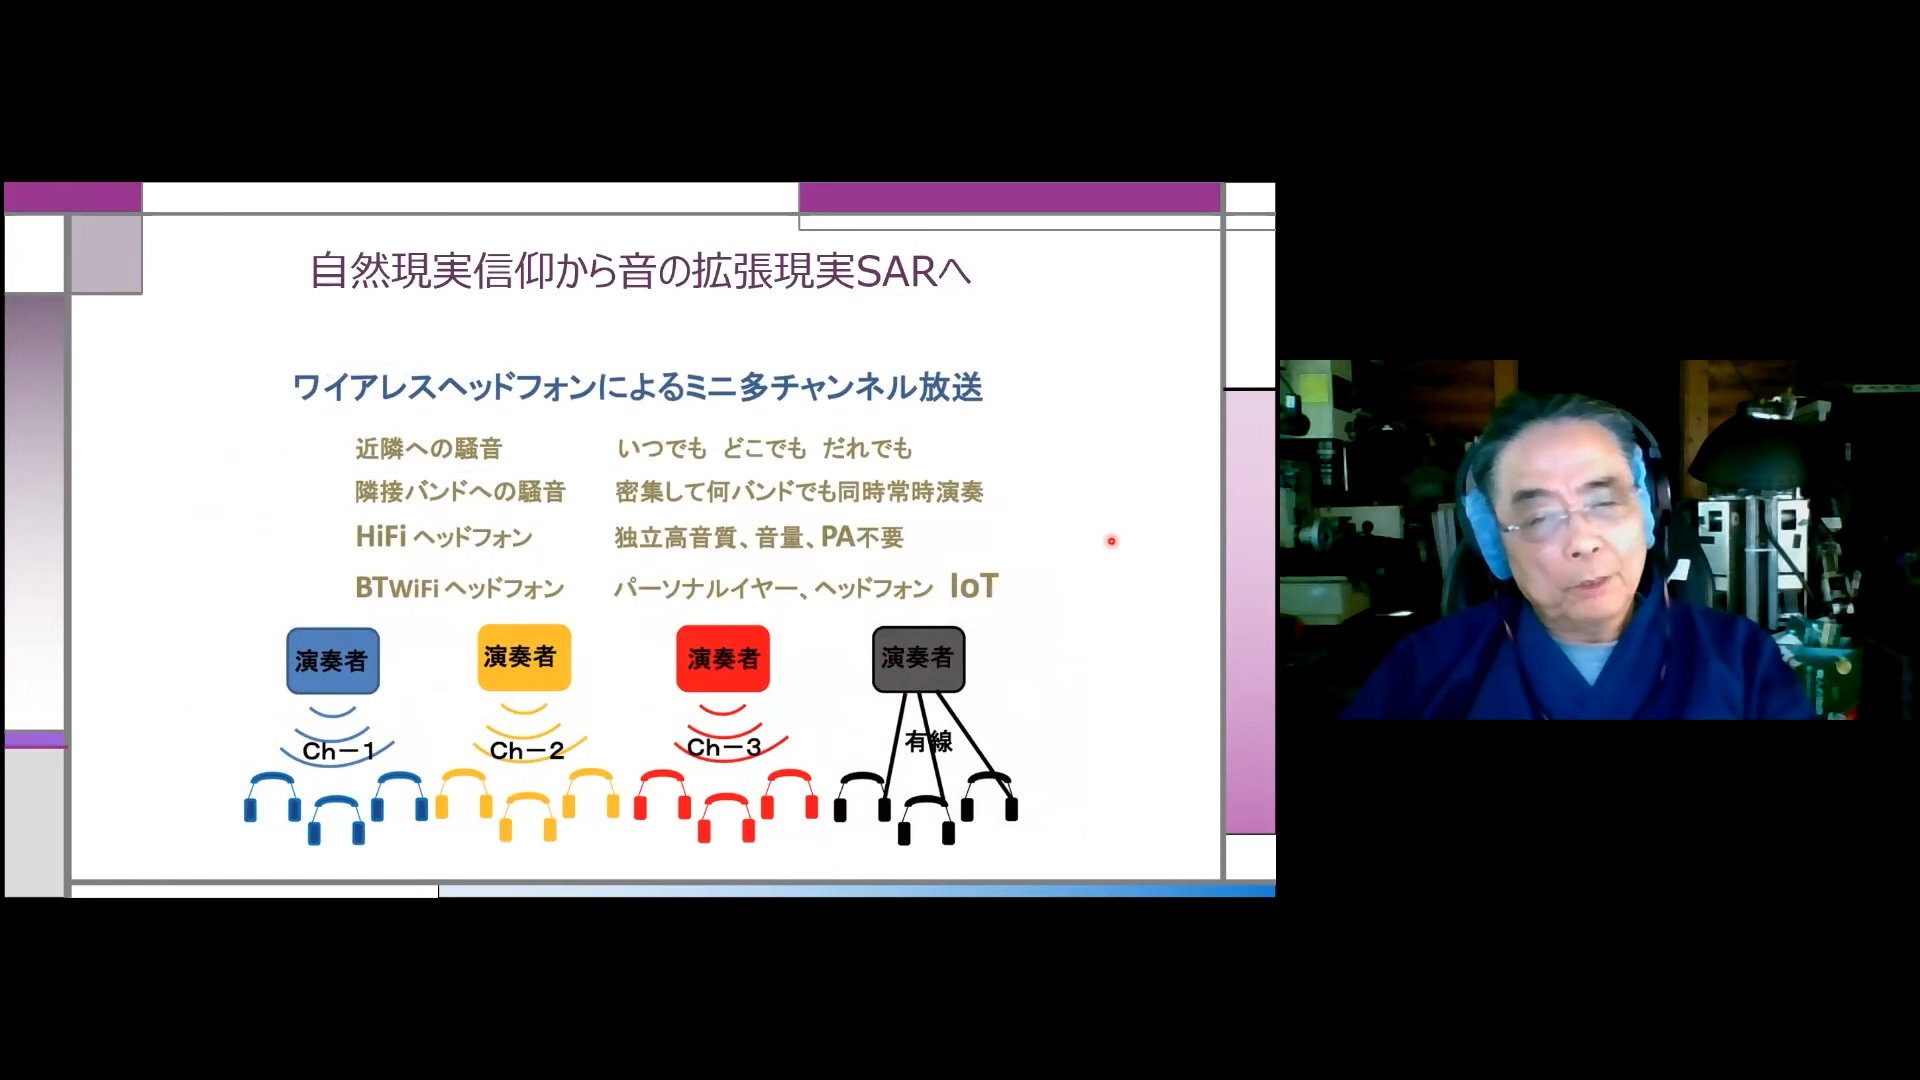 自然現実信仰から音の拡張現実SARへ
ワイアレスヘッドフォンによるミニ多チャンネル放送
近隣への騒音 いつでも どこでも だれでも
隣接バンドへの騒音 密集して何バンドでも同時常時演奏
HiFi ヘッドフォン 独立高音質、音量、PA不要
BTWiFi ヘッドフォン パーソナルイヤー、ヘッドフォン IoT
演奏者 演奏者 演奏者 演奏者
Ch－1 Ch－2 Ch－3 有線